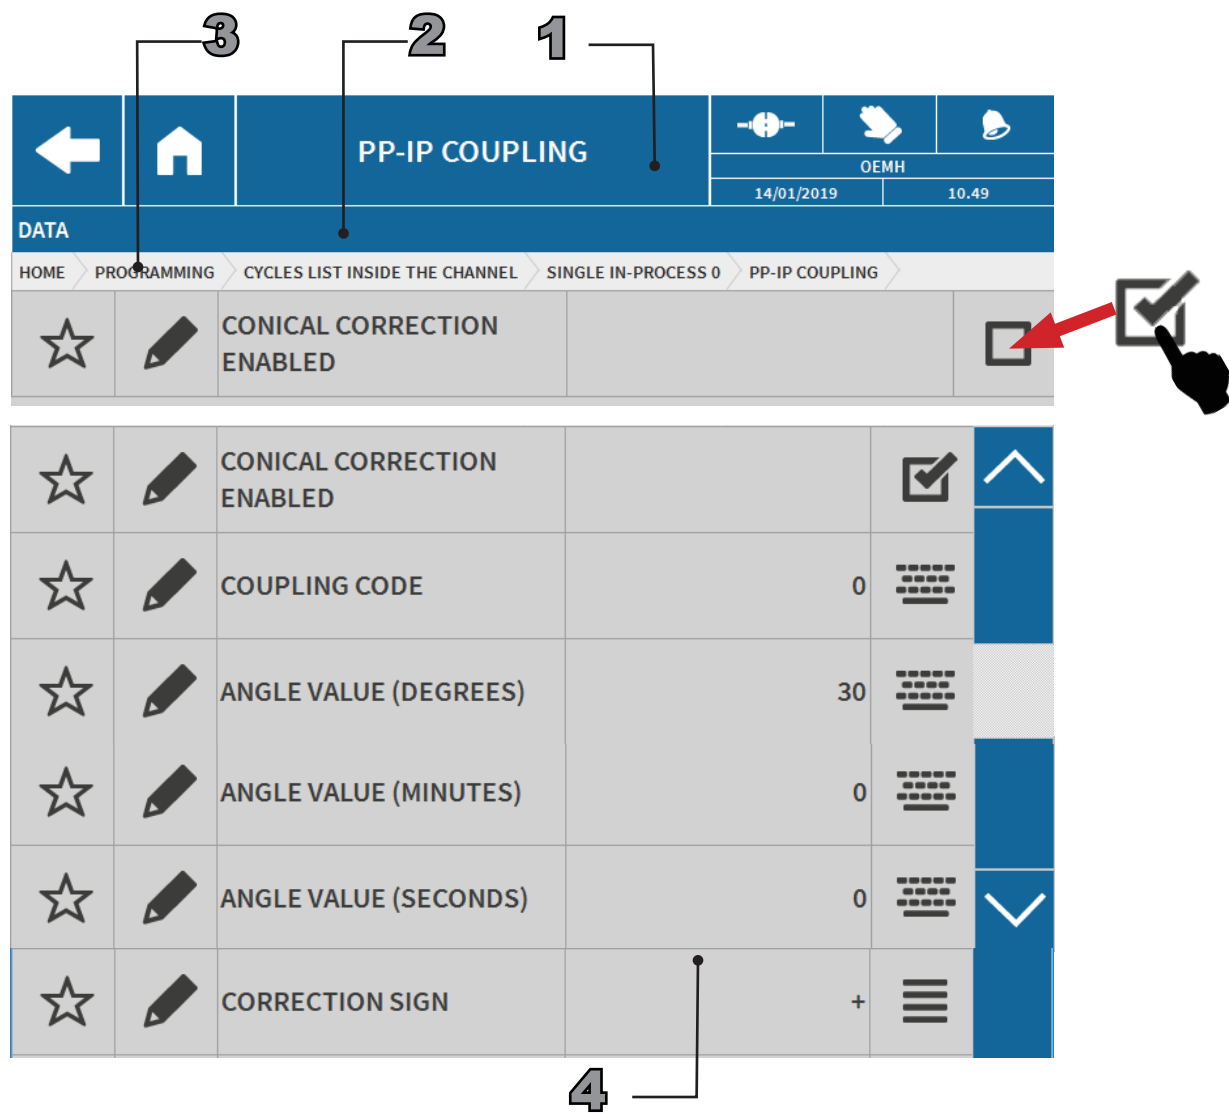 3 2 1
PP-IP COUPLING
OEMH
14/01/2019 10.49
DATA
HOME PROGRAMMING CYCLES LIST INSIDE THE CHANNEL SINGLE IN-PROCESS 0 PP-IP COUPLING
CONICAL CORRECTION
ENABLED
CONICAL CORRECTION
ENABLED
COUPLING CODE 0
ANGLE VALUE (DEGREES) 30
ANGLE VALUE (MINUTES) 0
ANGLE VALUE (SECONDS) 0
CORRECTION SIGN +
4